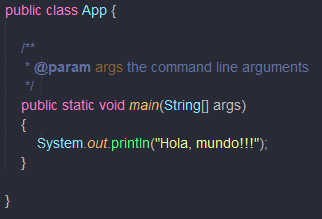 public class App {
/**
* @param args the command line arguments
*/
public static void main(String[] args)
{
System.out.println("Hola, mundo!!!");
}
}